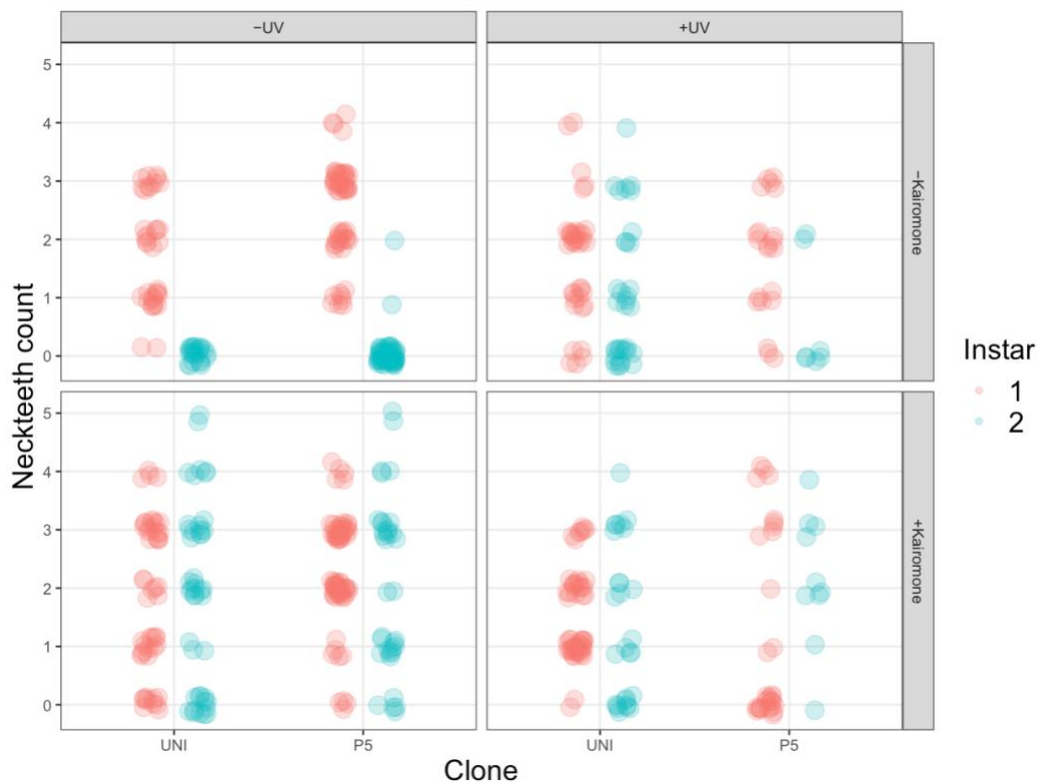 −UV
+UV
5
4
3
2
1
0
−Kairomone
Neckteeth count
Instar
1
2
5
4
3
2
1
0
+Kairomone
UNI
P5
UNI
P5
Clone